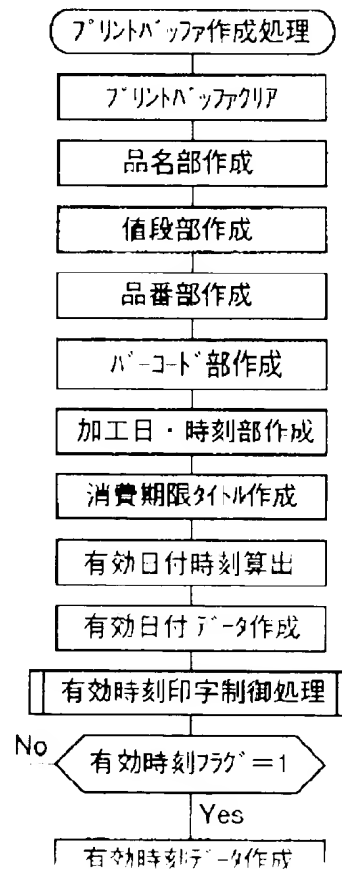 プリントバッファ作成処理
プリントバッファクリア
品名部作成
値段部作成
品番部作成
バーコード部作成
加工日・時刻部作成
消費期限タイトル作成
有効日付時刻算出
有効日付データ作成
有効時刻印字制御処理
No
有効時刻フラグ=1
Yes
有効時刻データ作成